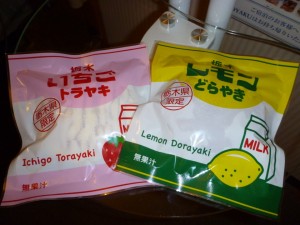 栃木
いちご
トラヤキ
栃木県
限定
Ichigo Torayaki
無果汁
栃木
レモン
どらやき
栃木県
限定
Lemon Dorayaki
MILK
無果汁